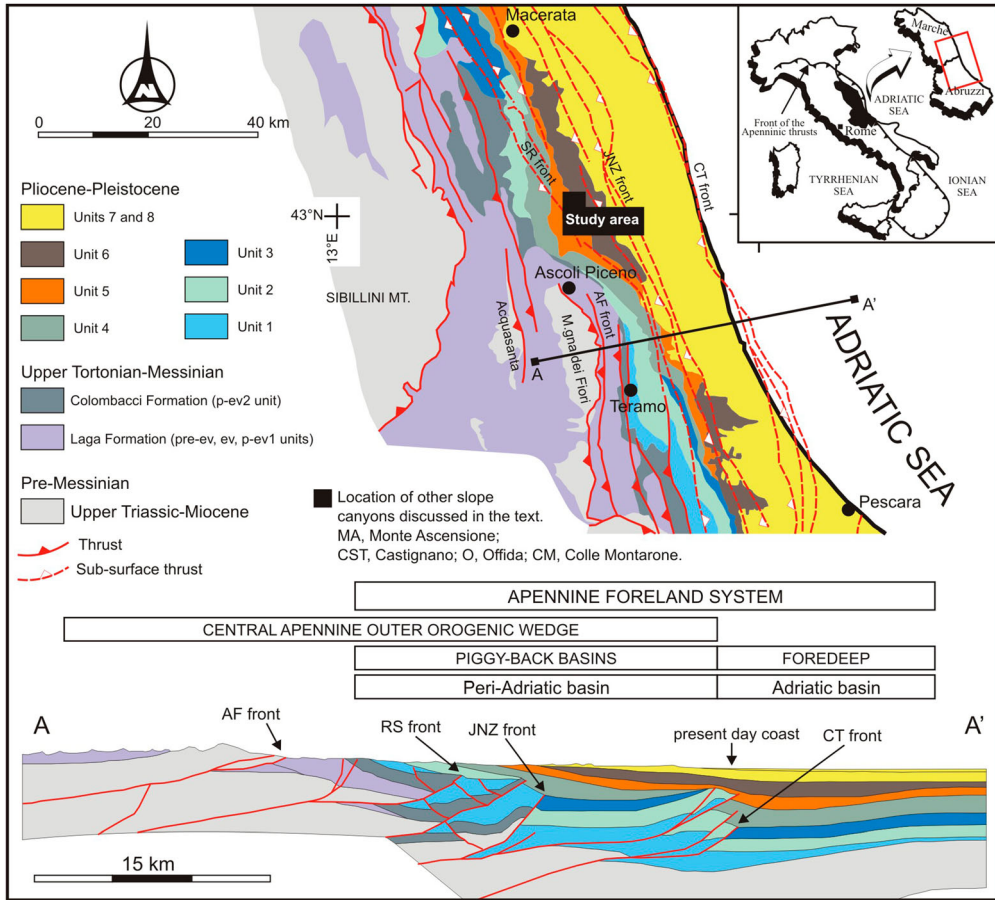 Macerata
SR front
JNZ front
CT front
43°N
13°E
Study area
SIBILLINI MT.
Ascoli Piceno
Acquasanta
M.gna dei Fiori
AF front
A
A'
Teramo
Pescara
ADRIATIC SEA
N
0 20 40 km
Marche
Abruzzi
ADRIATIC
SEA
Front of the
Apenninic thrusts
Rome
TYRRHENIAN
SEA
IONIAN
SEA
Pliocene-Pleistocene
Units 7 and 8
Unit 6
Unit 3
Unit 5
Unit 2
Unit 4
Unit 1
Upper Tortonian-Messinian
Colombacci Formation (p-ev2 unit)
Laga Formation (pre-ev, ev, p-ev1 units)
Pre-Messinian
Upper Triassic-Miocene
Thrust
Sub-surface thrust
Location of other slope
canyons discussed in the text.
MA, Monte Ascensione;
CST, Castignano; O, Offida; CM, Colle Montarone.
APENNINE FORELAND SYSTEM
CENTRAL APENNINE OUTER OROGENIC WEDGE
PIGGY-BACK BASINS
FOREDEEP
Peri-Adriatic basin
Adriatic basin
A
AF front
RS front
JNZ front
present day coast
CT front
A'
15 km